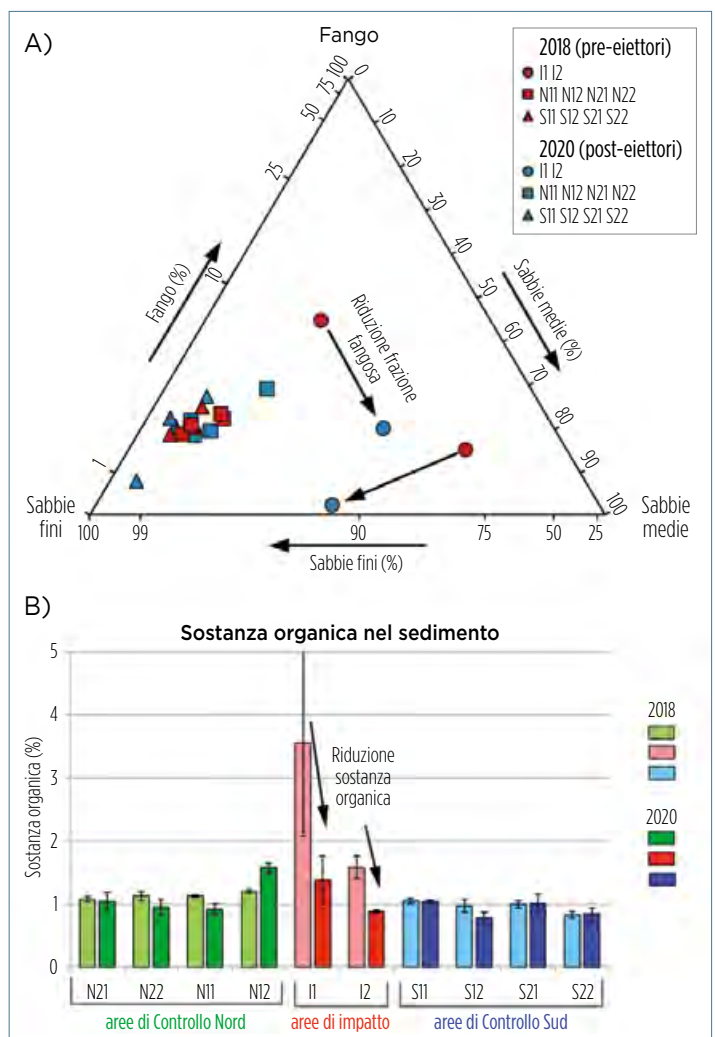 A)
Fango
2018 (pre-eiettori)
I1 I2
N11 N12 N21 N22
S11 S12 S21 S22
2020 (post-eiettori)
I1 I2
N11 N12 N21 N22
S11 S12 S21 S22
100
75
50
25
10
1
0
10
20
30
40
50
60
70
80
90
100
Fango (%)
Sabbie medie (%)
Riduzione frazione
fangosa
Sabbie
fini
Sabbie
medie
100 99 90 75 50 25
Sabbie fini (%)
B)
Sostanza organica nel sedimento
Sostanza organica (%)
5
4
3
2
1
0
Riduzione
sostanza
organica
2018
2020
N21 N22 N11 N12 I1 I2 S11 S12 S21 S22
aree di Controllo Nord aree di impatto aree di Controllo Sud